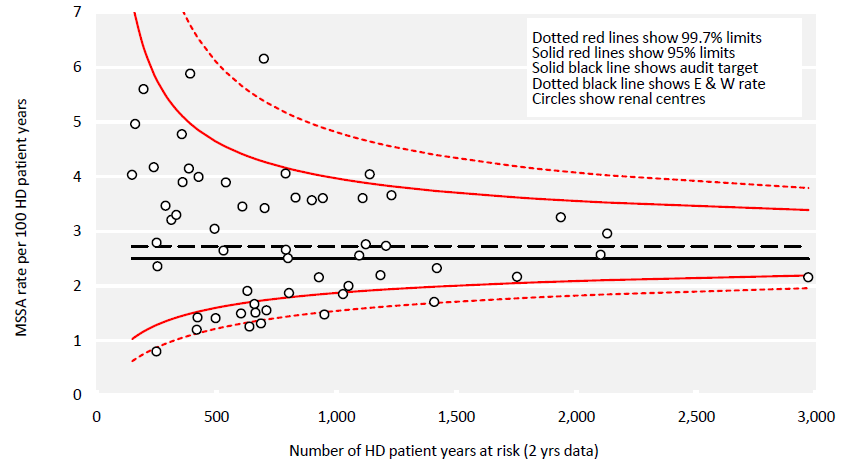 7
6
5
4
3
2
1
0
MSSA rate per 100 HD patient years
Dotted red lines show 99.7% limits
Solid red lines show 95% limits
Solid black line shows audit target
Dotted black line shows E & W rate
Circles show renal centres
0 500 1,000 1,500 2,000 2,500 3,000
Number of HD patient years at risk (2 yrs data)